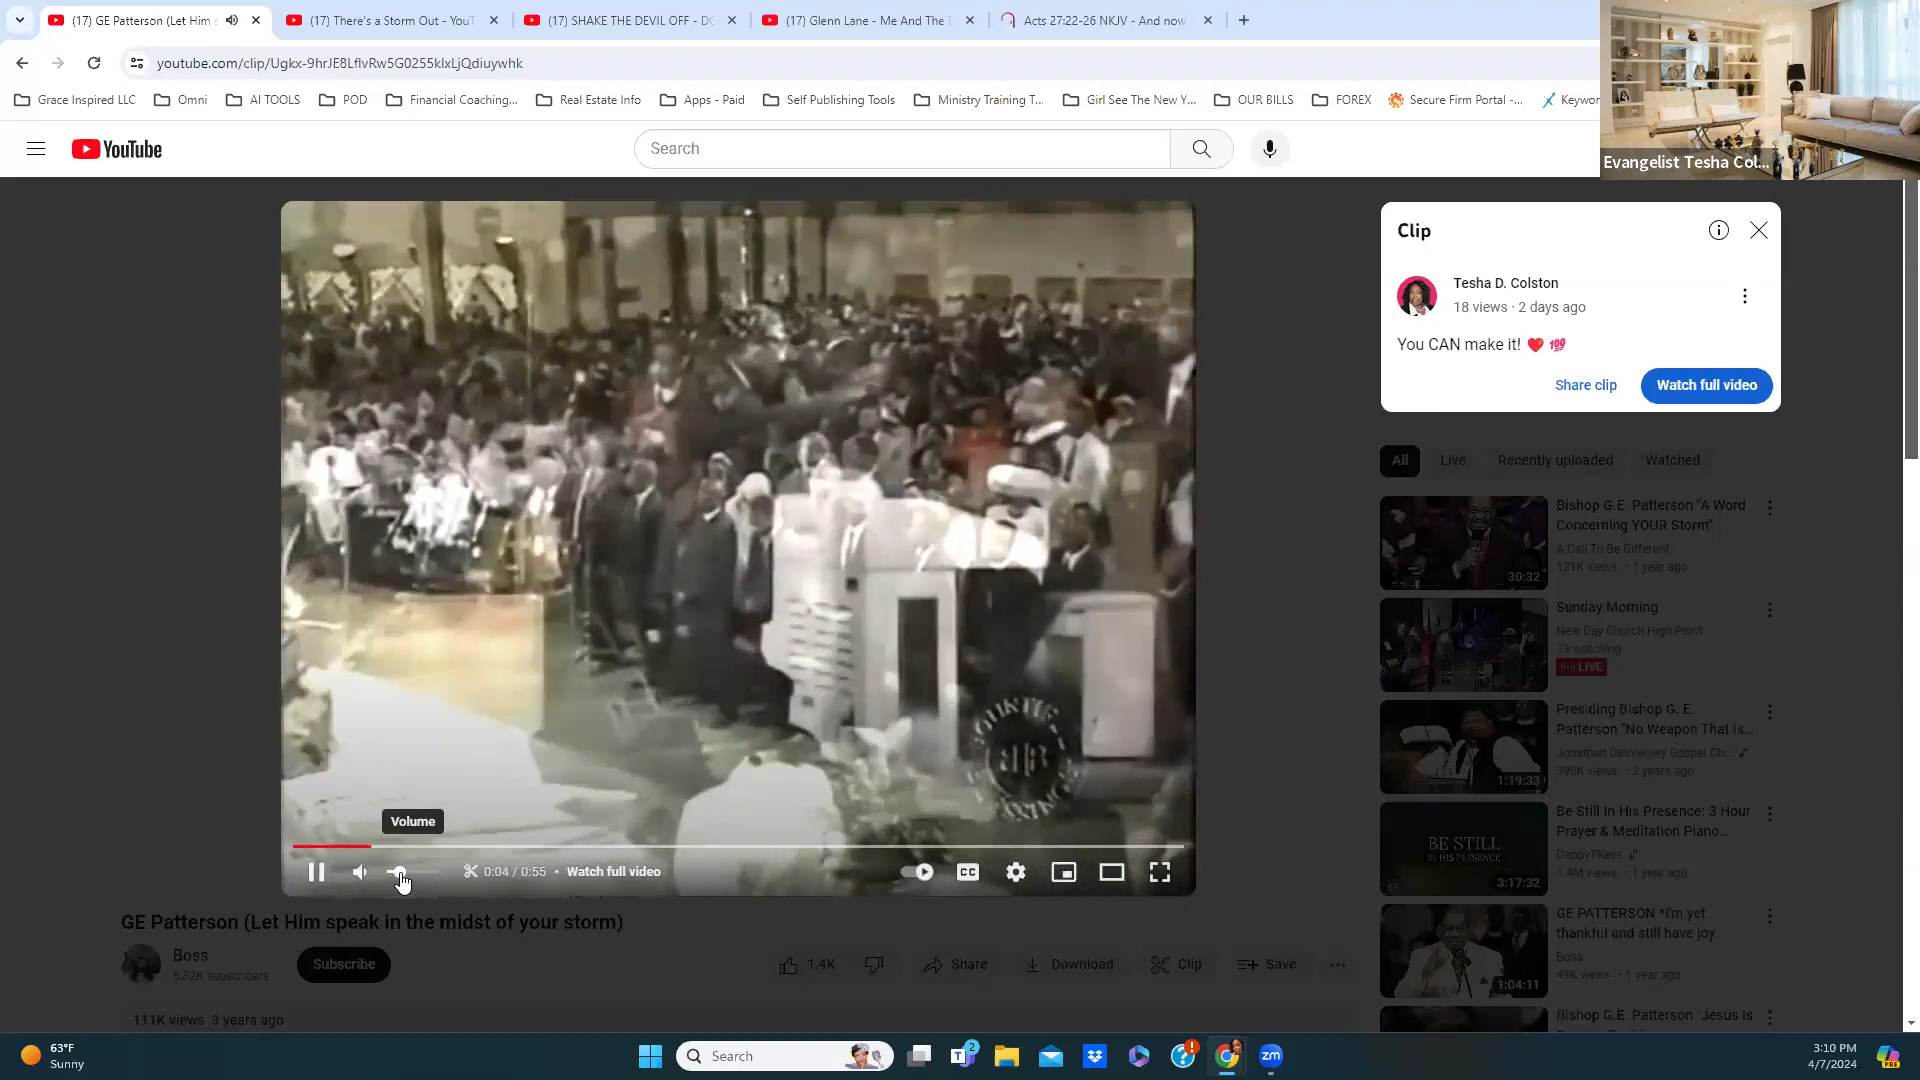 (17) GE Patterson (Let Him s
(17) There's a Storm Out - YouT
(17) SHAKE THE DEVIL OFF - DO
(17) Glenn Lane - Me And The D
Acts 27:22-26 NKJV - And now
youtube.com/clip/Ugkx-9hrJE8LflvRw5G0255klxLjQdiuywhk
Grace Inspired LLC
Omni
AI TOOLS
POD
Financial Coaching...
Real Estate Info
Apps - Paid
Self Publishing Tools
Ministry Training T...
Girl See The New Y...
OUR BILLS
FOREX
Secure Firm Portal -...
Keywor
Evangelist Tesha Col...
YouTube
Search
Clip
Tesha D. Colston
18 views · 2 days ago
You CAN make it! ❤️ 💯
Share clip
Watch full video
All
Live
Recently uploaded
Watched
Bishop G.E. Patterson "A Word
Concerning YOUR Storm"
A Call To Be Different
121K views • 1 year ago
30:32
Sunday Morning
New Day Church High Point
19 watching
LIVE
Presiding Bishop G. E.
Patterson "No Weapon That Is...
Jonathan DesVerney Gospel Ch...
390K views • 2 years ago
1:19:33
Be Still In His Presence: 3 Hour
Prayer & Meditation Piano...
DappyTKeys
1.4M views • 1 year ago
BE STILL
IN HIS PRESENCE
3:17:32
GE PATTERSON *I'm yet
thankful and still have joy
Boss
49K views • 1 year ago
1:04:11
Bishop G.E. Patterson "Jesus Is
Volume
0:04 / 0:55 • Watch full video
CC
GE Patterson (Let Him speak in the midst of your storm)
Boss
5.82K subscribers
Subscribe
1.4K
Share
Download
Clip
Save
111K views 3 years ago
63°F
Sunny
Search
2
zm
3:10 PM
4/7/2024
PRE